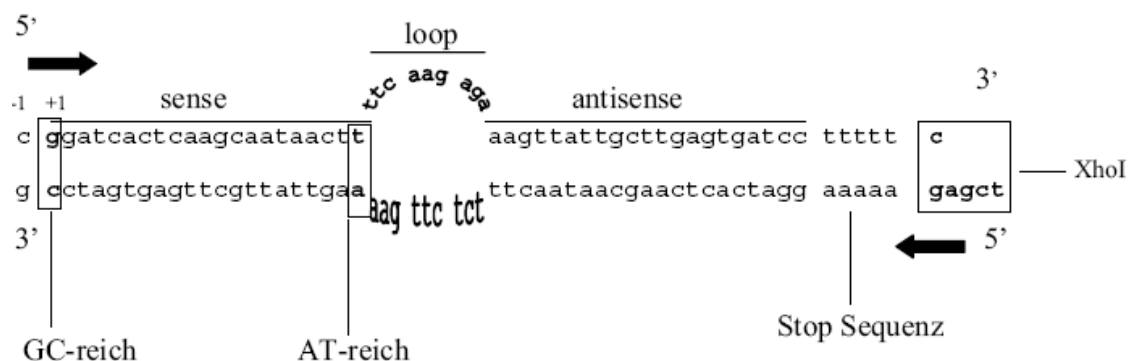 5’
loop
ttc aag aga
3’
-1 +1 sense antisense
c ggatcactcaagcaataactt aagttattgcttgagtgatcc ttttt c
XhoI
g cctagtgagttcgttattgaa aag ttc tct ttcaataacgaactcactagg aaaaa gagct
3’ 5’
Stop Sequenz
GC-reich AT-reich